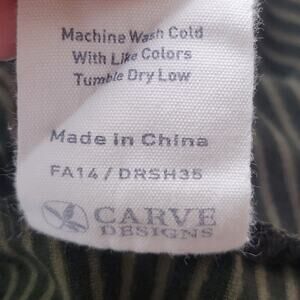 Machine Wash Cold
With Like Colors
Tumble Dry Low
Made in China
FA14 / DRSH35
CARVE
DESIGNS